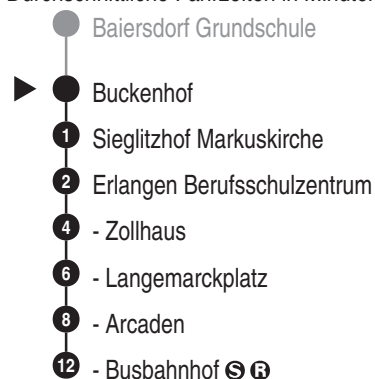 Durchschnittliche Fahrzeiten in Minuten
Baiersdorf Grundschule
Buckenhof
1 Sieglitzhof Markuskirche
2 Erlangen Berufsschulzentrum
4 - Zollhaus
6 - Langemarckplatz
8 - Arcaden
12 - Busbahnhof S R